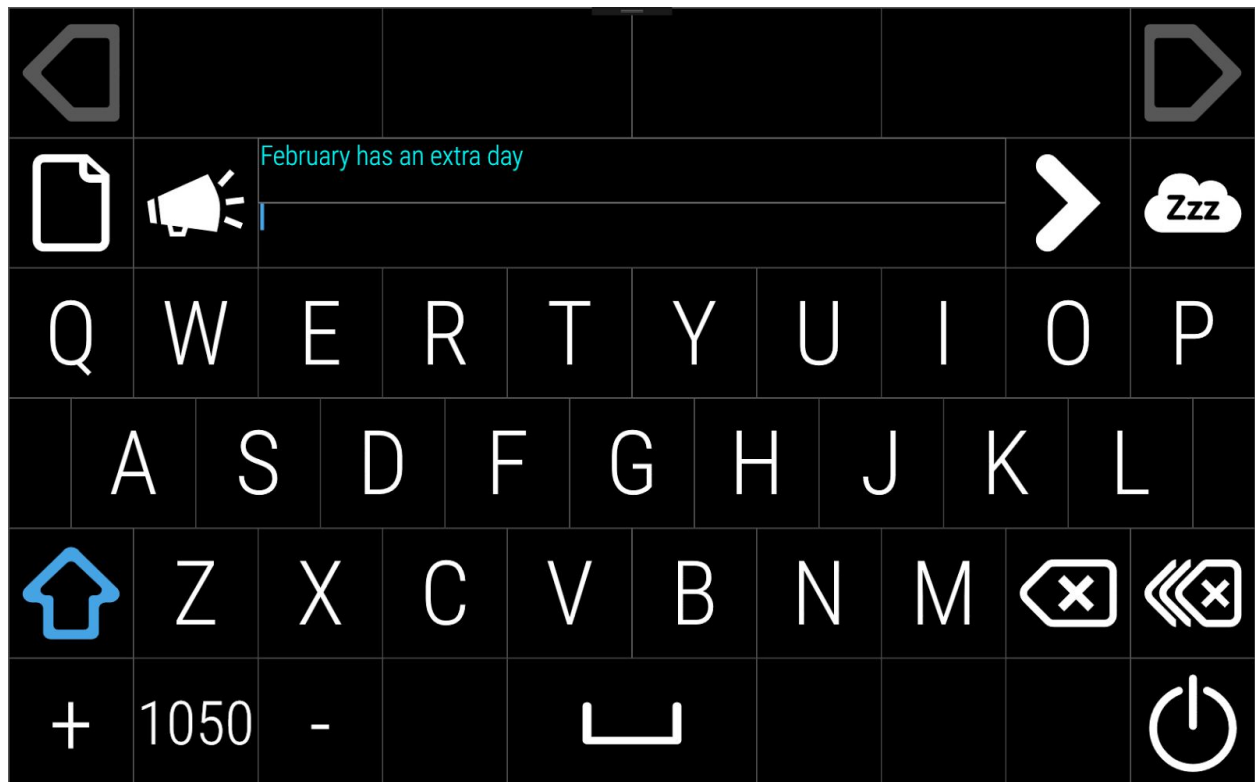 February has an extra day
Zzz
Q W E R T Y U I O P
A S D F G H J K L
Z X C V B N M
+ 1050 -